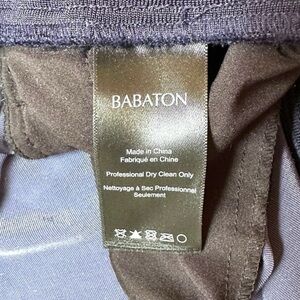 BABATON
Made in China
Fabriqué en Chine
Professional Dry Clean Only
Nettoyage à Sec Professionnel
Seulement